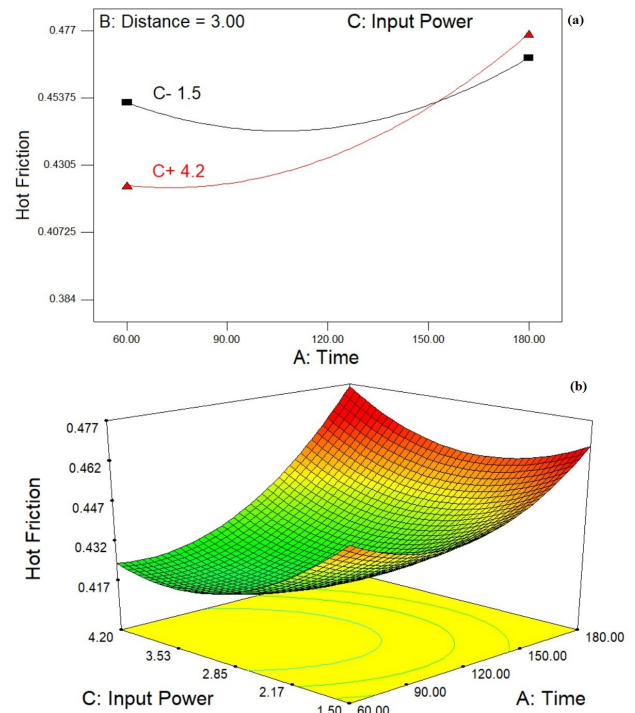 B: Distance = 3.00
C: Input Power
(a)
0.477
0.45375
0.4305
0.40725
0.384
Hot Friction
C- 1.5
C+ 4.2
60.00
90.00
120.00
150.00
180.00
A: Time
(b)
0.477
0.462
0.447
0.432
0.417
Hot Friction
4.20
3.53
2.85
2.17
1.50
60.00
90.00
120.00
150.00
180.00
C: Input Power
A: Time